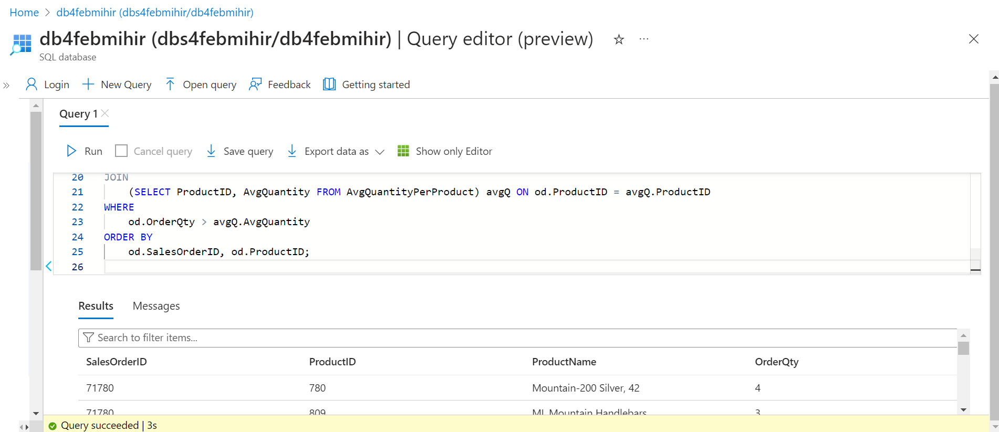 Home > db4febmihir (dbs4febmihir/db4febmihir)
db4febmihir (dbs4febmihir/db4febmihir) | Query editor (preview) ☆ ···
SQL database
» Login + New Query Open query Feedback Getting started
Query 1
Run Cancel query Save query Export data as Show only Editor
20 JOIN
21 (SELECT ProductID, AvgQuantity FROM AvgQuantityPerProduct) avgQ ON od.ProductID = avgQ.ProductID
22 WHERE
23 od.OrderQty > avgQ.AvgQuantity
24 ORDER BY
25 od.SalesOrderID, od.ProductID;
26
Results Messages
Search to filter items...
SalesOrderID ProductID ProductName OrderQty
71780 780 Mountain-200 Silver, 42 4
71780 809 ML Mountain Handlebars 3
Query succeeded | 3s